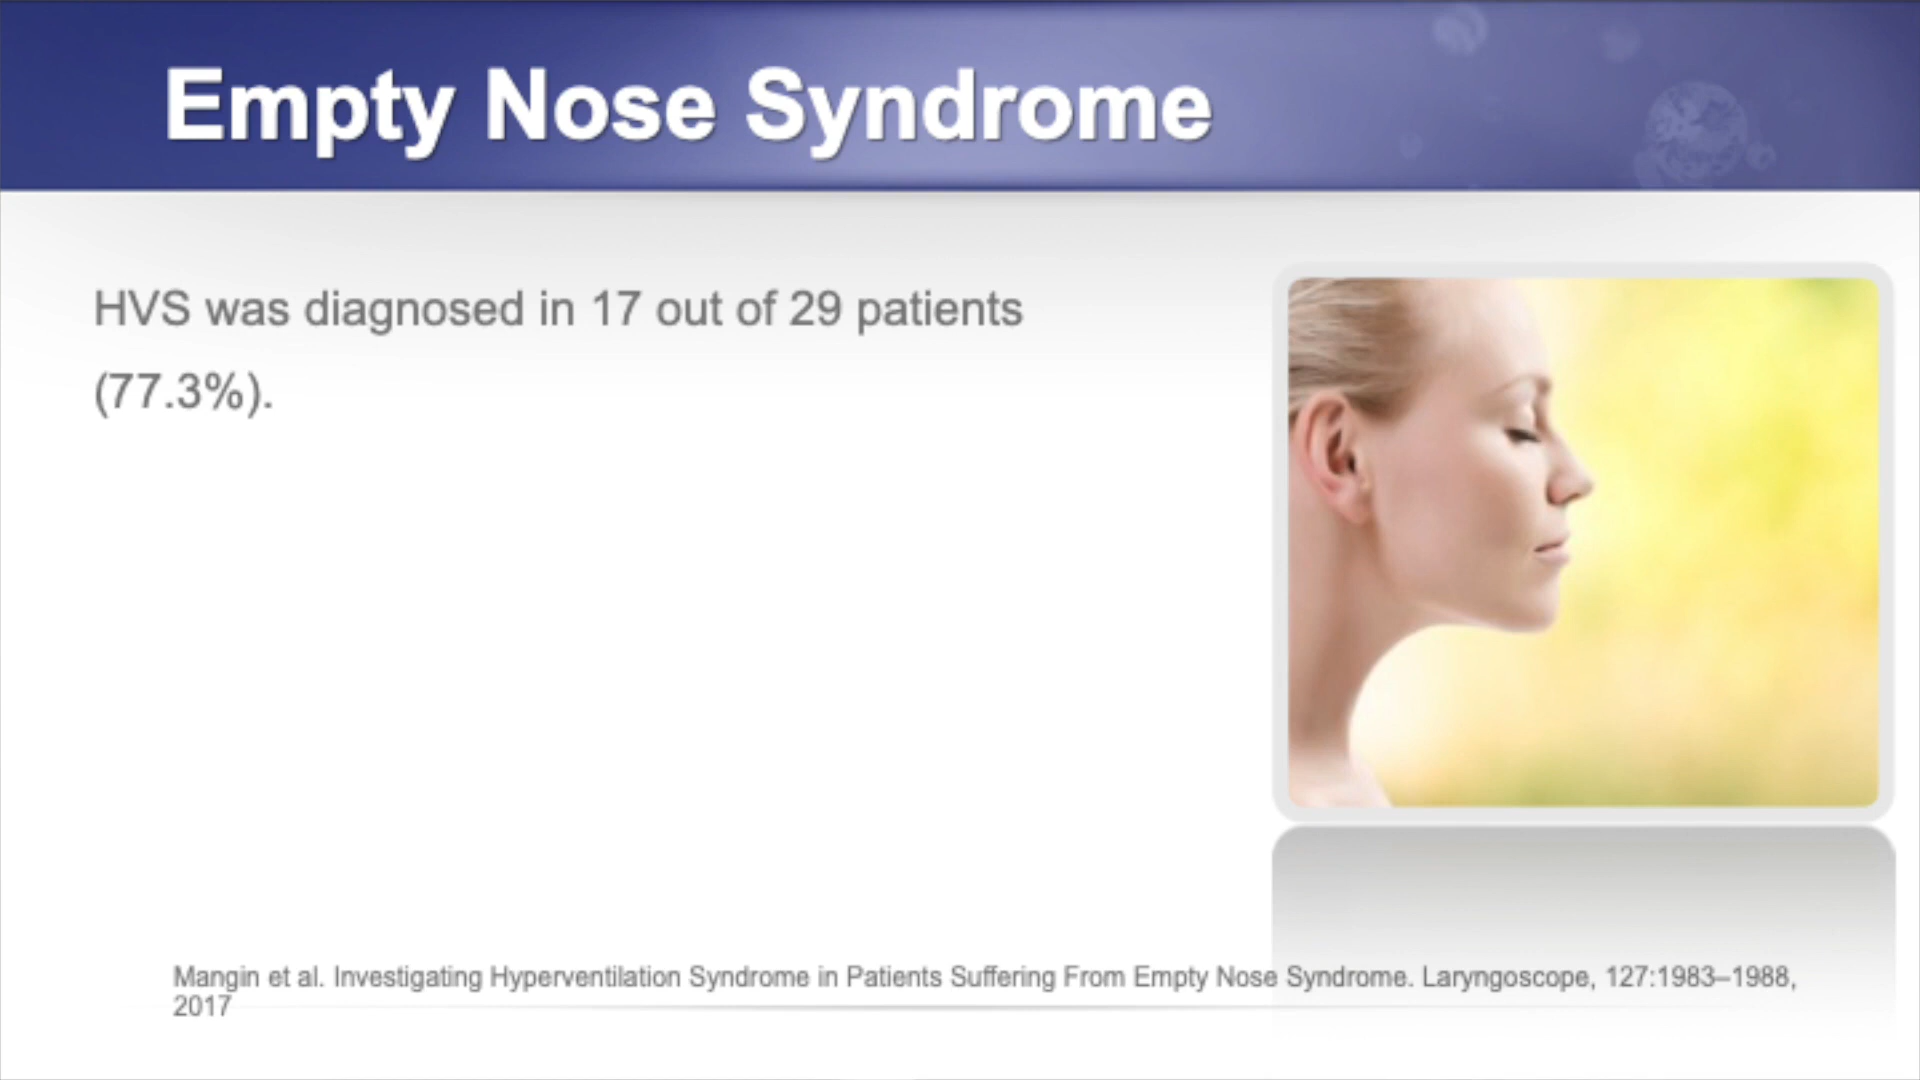 Empty Nose Syndrome
HVS was diagnosed in 17 out of 29 patients
(77.3%).
Mangin et al. Investigating Hyperventilation Syndrome in Patients Suffering From Empty Nose Syndrome. Laryngoscope, 127:1983–1988,
2017